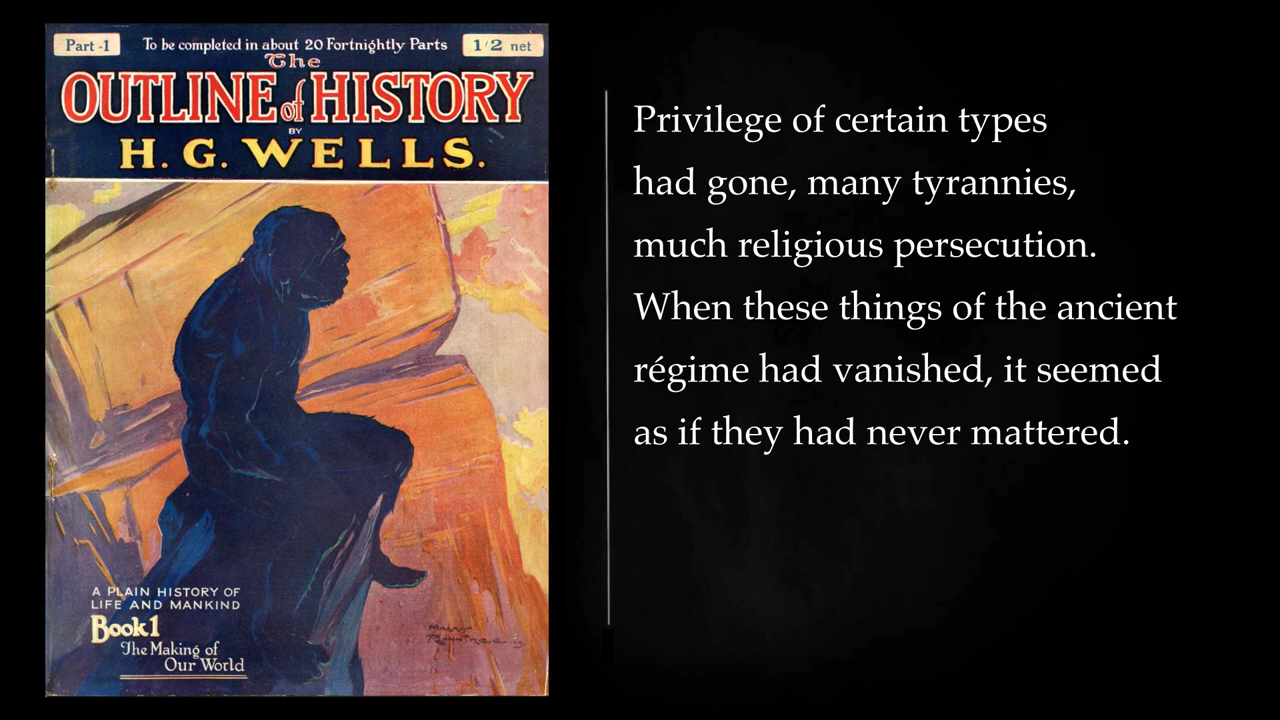 Part -1
To be completed in about 20 Fortnightly Parts
1/2 net
The
OUTLINE of HISTORY
BY
H. G. WELLS.
A PLAIN HISTORY OF
LIFE AND MANKIND
Book 1
The Making of
Our World
Privilege of certain types
had gone, many tyrannies,
much religious persecution.
When these things of the ancient
régime had vanished, it seemed
as if they had never mattered.